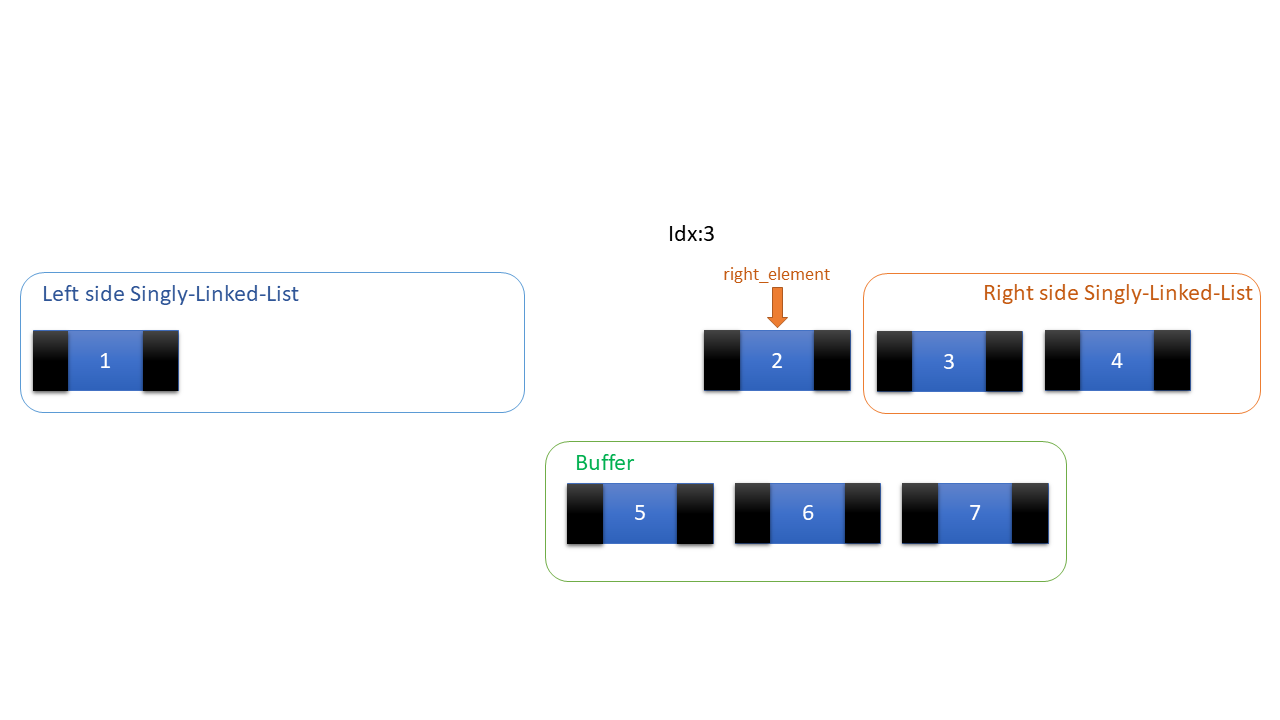 Idx:3
right_element
Left side Singly-Linked-List
Right side Singly-Linked-List
1
2
3
4
Buffer
5
6
7